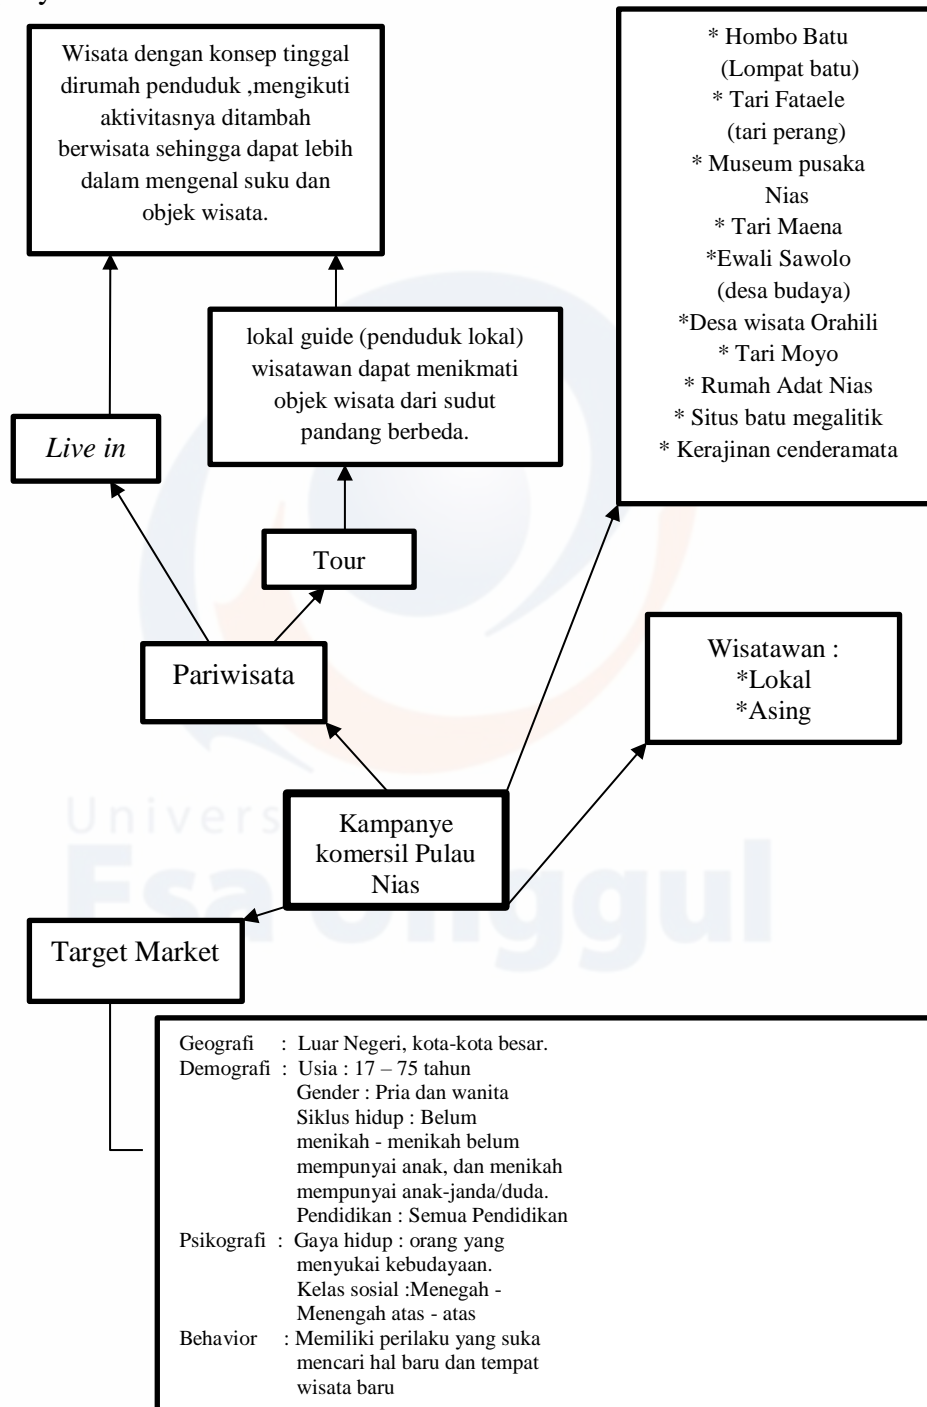 Wisata dengan konsep tinggal
dirumah penduduk ,mengikuti
aktivitasnya ditambah
berwisata sehingga dapat lebih
dalam mengenal suku dan
objek wisata.
* Hombo Batu
(Lompat batu)
* Tari Fataele
(tari perang)
* Museum pusaka
Nias
* Tari Maena
*Ewali Sawolo
(desa budaya)
*Desa wisata Orahili
* Tari Moyo
* Rumah Adat Nias
* Situs batu megalitik
* Kerajinan cenderamata
lokal guide (penduduk lokal)
wisatawan dapat menikmati
objek wisata dari sudut
pandang berbeda.
Live in
Tour
Pariwisata
Wisatawan :
*Lokal
*Asing
Kampanye
komersil Pulau
Nias
Univers
Esa Unggul
Target Market
Geografi : Luar Negeri, kota-kota besar.
Demografi : Usia : 17 – 75 tahun
Gender : Pria dan wanita
Siklus hidup : Belum
menikah - menikah belum
mempunyai anak, dan menikah
mempunyai anak-janda/duda.
Pendidikan : Semua Pendidikan
Psikografi : Gaya hidup : orang yang
menyukai kebudayaan.
Kelas sosial :Menegah -
Menengah atas - atas
Behavior : Memiliki perilaku yang suka
mencari hal baru dan tempat
wisata baru